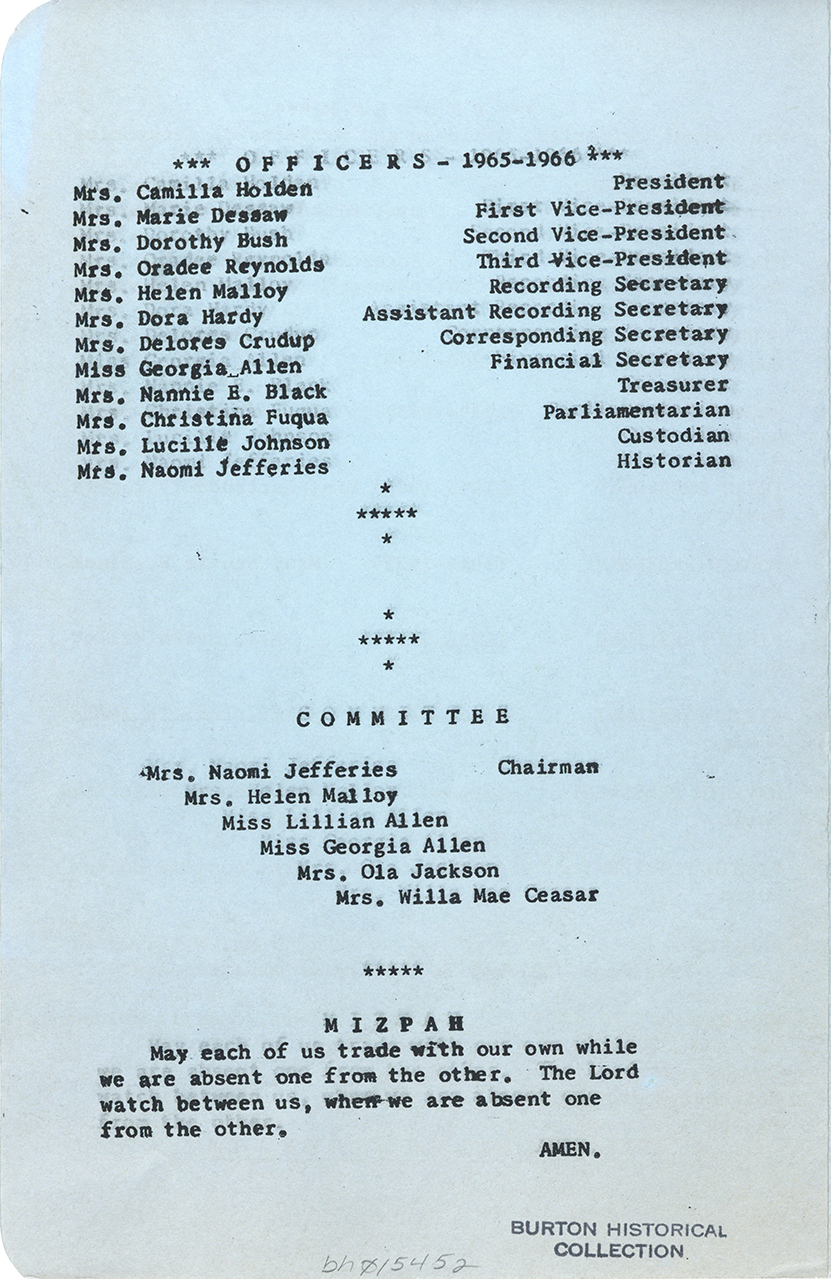 *** O F F I C E R S - 1965-1966 ***
Mrs. Camilla Holden President
Mrs. Marie Dessaw First Vice-President
Mrs. Dorothy Bush Second Vice-President
Mrs. Oradee Reynolds Third Vice-President
Mrs. Helen Malloy Recording Secretary
Mrs. Dora Hardy Assistant Recording Secretary
Mrs. Delores Crudup Corresponding Secretary
Miss Georgia Allen Financial Secretary
Mrs. Nannie E. Black Treasurer
Mrs. Christina Fuqua Parliamentarian
Mrs. Lucille Johnson Custodian
Mrs. Naomi Jefferies Historian
*
*****
*
*
*****
*
C O M M I T T E E
Mrs. Naomi Jefferies Chairman
Mrs. Helen Malloy
Miss Lillian Allen
Miss Georgia Allen
Mrs. Ola Jackson
Mrs. Willa Mae Ceasar
*****
M I Z P A H
May each of us trade with our own while
we are absent one from the other. The Lord
watch between us, when we are absent one
from the other.
AMEN.
BURTON HISTORICAL
COLLECTION
bh015452